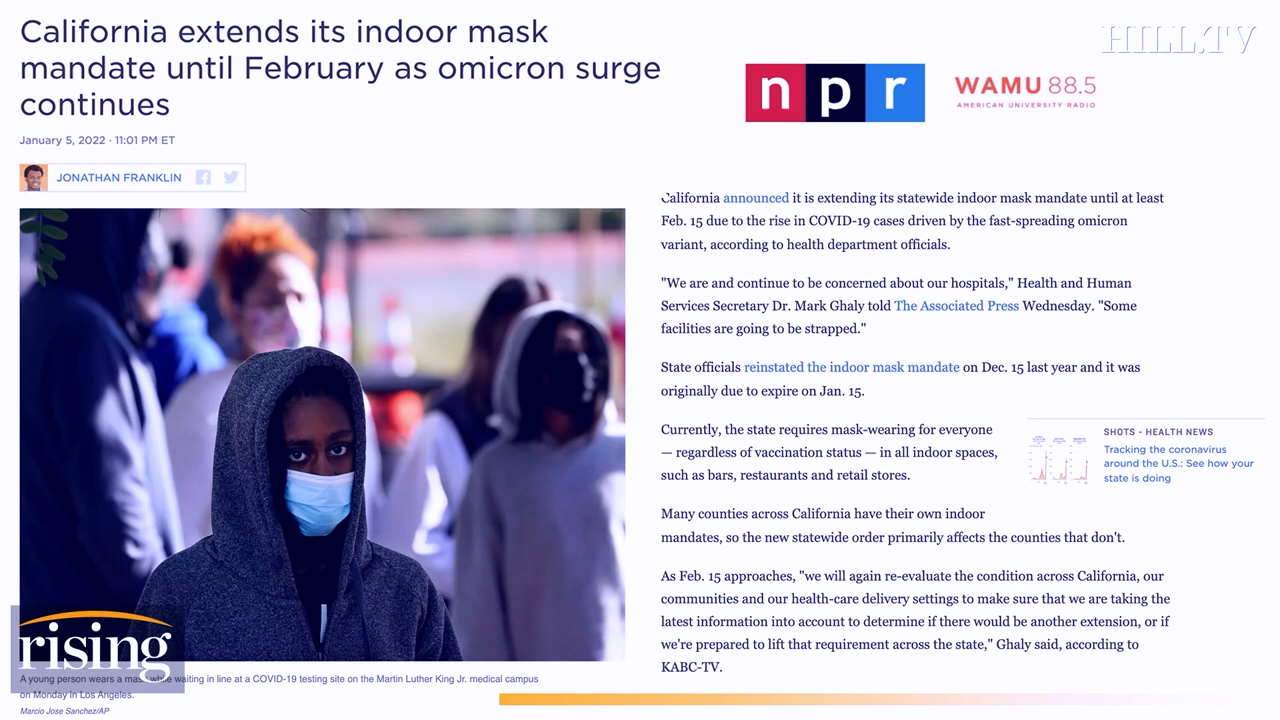 California extends its indoor mask
mandate until February as omicron surge
continues
January 5, 2022 · 11:01 PM ET
JONATHAN FRANKLIN
HILL.TV
npr
WAMU 88.5
AMERICAN UNIVERSITY RADIO
California announced it is extending its statewide indoor mask mandate until at least
Feb. 15 due to the rise in COVID-19 cases driven by the fast-spreading omicron
variant, according to health department officials.
"We are and continue to be concerned about our hospitals," Health and Human
Services Secretary Dr. Mark Ghaly told The Associated Press Wednesday. "Some
facilities are going to be strapped."
State officials reinstated the indoor mask mandate on Dec. 15 last year and it was
originally due to expire on Jan. 15.
Currently, the state requires mask-wearing for everyone
— regardless of vaccination status — in all indoor spaces,
such as bars, restaurants and retail stores.
SHOTS - HEALTH NEWS
Tracking the coronavirus
around the U.S.: See how your
state is doing
Many counties across California have their own indoor
mandates, so the new statewide order primarily affects the counties that don't.
As Feb. 15 approaches, "we will again re-evaluate the condition across California, our
communities and our health-care delivery settings to make sure that we are taking the
latest information into account to determine if there would be another extension, or if
we're prepared to lift that requirement across the state," Ghaly said, according to
KABC-TV.
rising
A young person wears a mask while waiting in line at a COVID-19 testing site on the Martin Luther King Jr. medical campus
on Monday in Los Angeles.
Marcio Jose Sanchez/AP